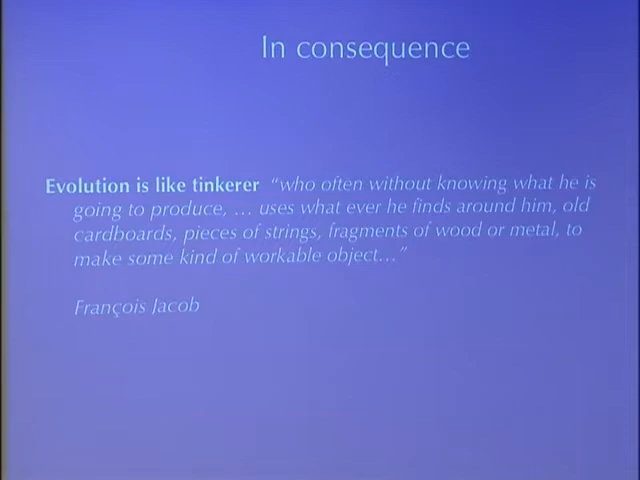 In consequence
Evolution is like tinkerer "who often without knowing what he is
going to produce, ... uses what ever he finds around him, old
cardboards, pieces of strings, fragments of wood or metal, to
make some kind of workable object..."
François Jacob